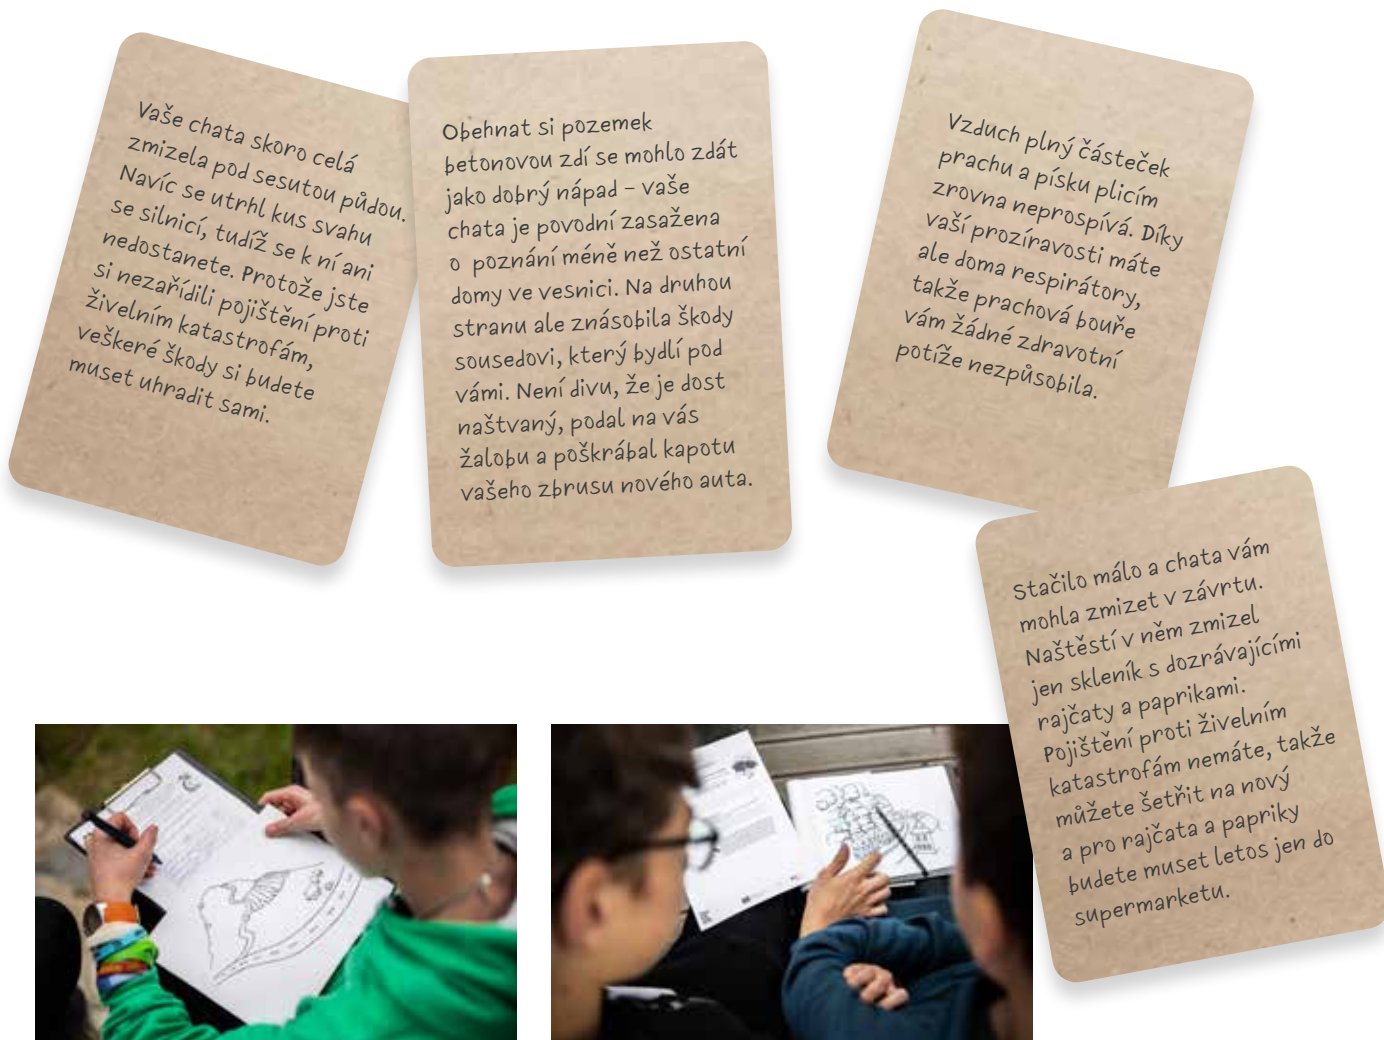 Vaše chata skoro celá
zmizela pod sesutou půdou.
Navíc se utrhl kus svahu
se silnicí, tudíž se k ní ani
nedostanete. Protože jste
si nezařídili pojištění proti
živelním katastrofám,
veškeré škody si budete
muset uhradit sami.
Obehnat si pozemek
betonovou zdí se mohlo zdát
jako dobrý nápad – vaše
chata je povodní zasažena
o poznání méně než ostatní
domy ve vesnici. Na druhou
stranu ale znásobila škody
sousedovi, který bydlí pod
vámi. Není divu, že je dost
naštvaný, podal na vás
žalobu a poškrábal kapotu
vašeho zbrusu nového auta.
Vzduch plný částeček
prachu a písku plicím
zrovna neprospívá. Díky
vaší prozíravosti máte
ale doma respirátory,
takže prachová bouře
vám žádné zdravotní
potíže nezpůsobila.
Stačilo málo a chata vám
mohla zmizet v závrtu.
Naštěstí v něm zmizel
jen skleník s dozrávajícími
rajčaty a paprikami.
Pojištění proti živelním
katastrofám nemáte, takže
můžete šetřit na nový
a pro rajčata a papriky
budete muset letos jen do
supermarketu.